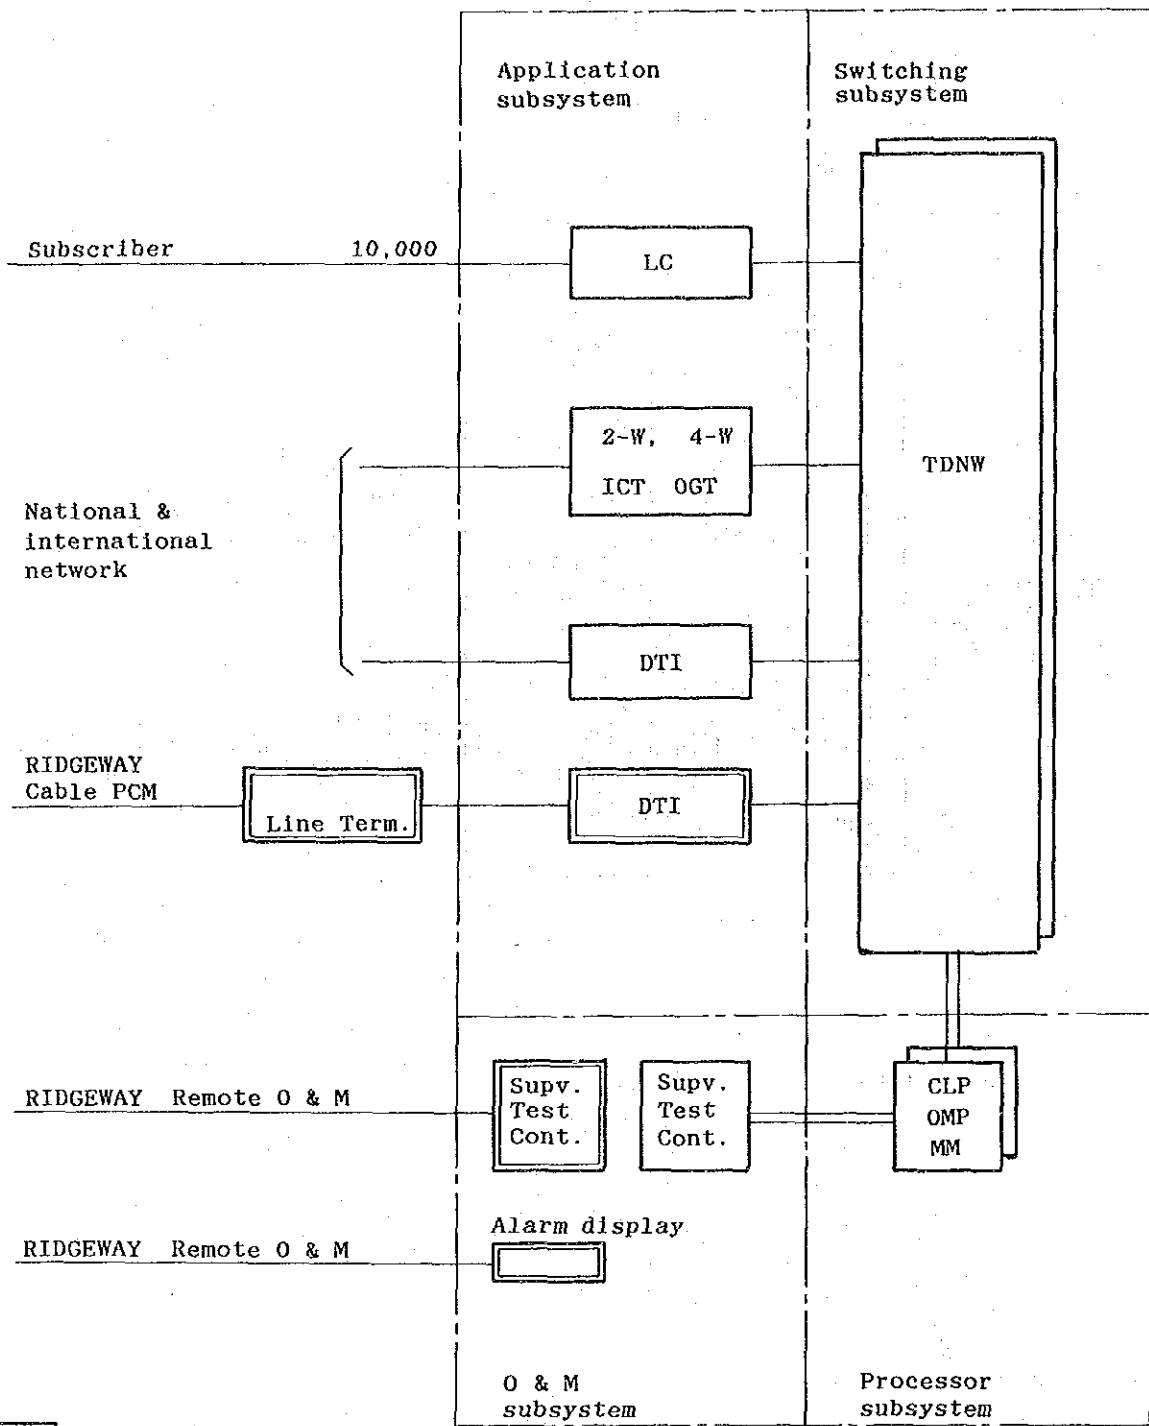 Application
subsystem
Switching
subsystem
Subscriber 10,000
LC
2-W, 4-W
ICT OGT
TDNW
National &
international
network
DTI
RIDGEWAY
Cable PCM
Line Term.
DTI
RIDGEWAY Remote O & M
Supv.
Test
Cont.
Supv.
Test
Cont.
CLP
OMP
MM
Alarm display
RIDGEWAY Remote O & M
O & M
subsystem
Processor
subsystem